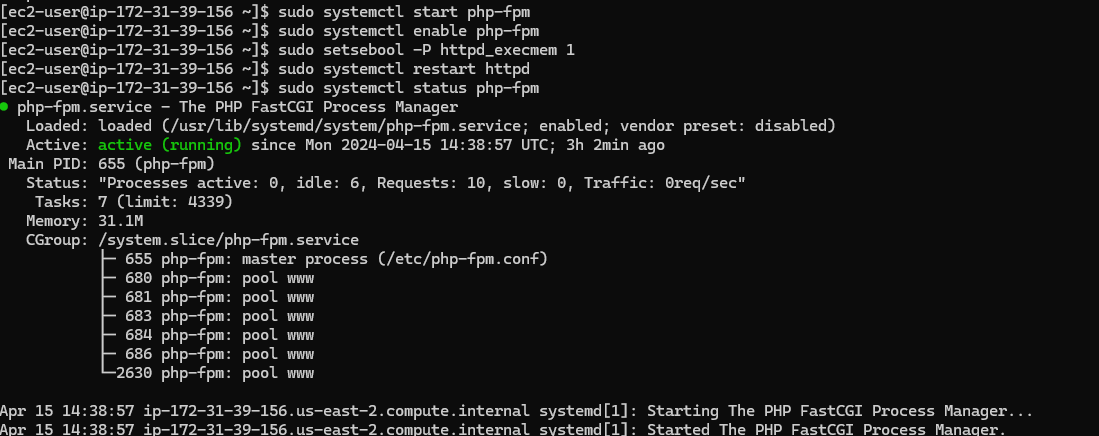 [ec2-user@ip-172-31-39-156 ~]$ sudo systemctl start php-fpm
[ec2-user@ip-172-31-39-156 ~]$ sudo systemctl enable php-fpm
[ec2-user@ip-172-31-39-156 ~]$ sudo setsebool -P httpd_execmem 1
[ec2-user@ip-172-31-39-156 ~]$ sudo systemctl restart httpd
[ec2-user@ip-172-31-39-156 ~]$ sudo systemctl status php-fpm
● php-fpm.service - The PHP FastCGI Process Manager
   Loaded: loaded (/usr/lib/systemd/system/php-fpm.service; enabled; vendor preset: disabled)
   Active: active (running) since Mon 2024-04-15 14:38:57 UTC; 3h 2min ago
 Main PID: 655 (php-fpm)
   Status: "Processes active: 0, idle: 6, Requests: 10, slow: 0, Traffic: 0req/sec"
    Tasks: 7 (limit: 4339)
   Memory: 31.1M
   CGroup: /system.slice/php-fpm.service
           ├─ 655 php-fpm: master process (/etc/php-fpm.conf)
           ├─ 680 php-fpm: pool www
           ├─ 681 php-fpm: pool www
           ├─ 683 php-fpm: pool www
           ├─ 684 php-fpm: pool www
           ├─ 686 php-fpm: pool www
           └─2630 php-fpm: pool www
Apr 15 14:38:57 ip-172-31-39-156.us-east-2.compute.internal systemd[1]: Starting The PHP FastCGI Process Manager...
Apr 15 14:38:57 ip-172-31-39-156.us-east-2.compute.internal systemd[1]: Started The PHP FastCGI Process Manager.